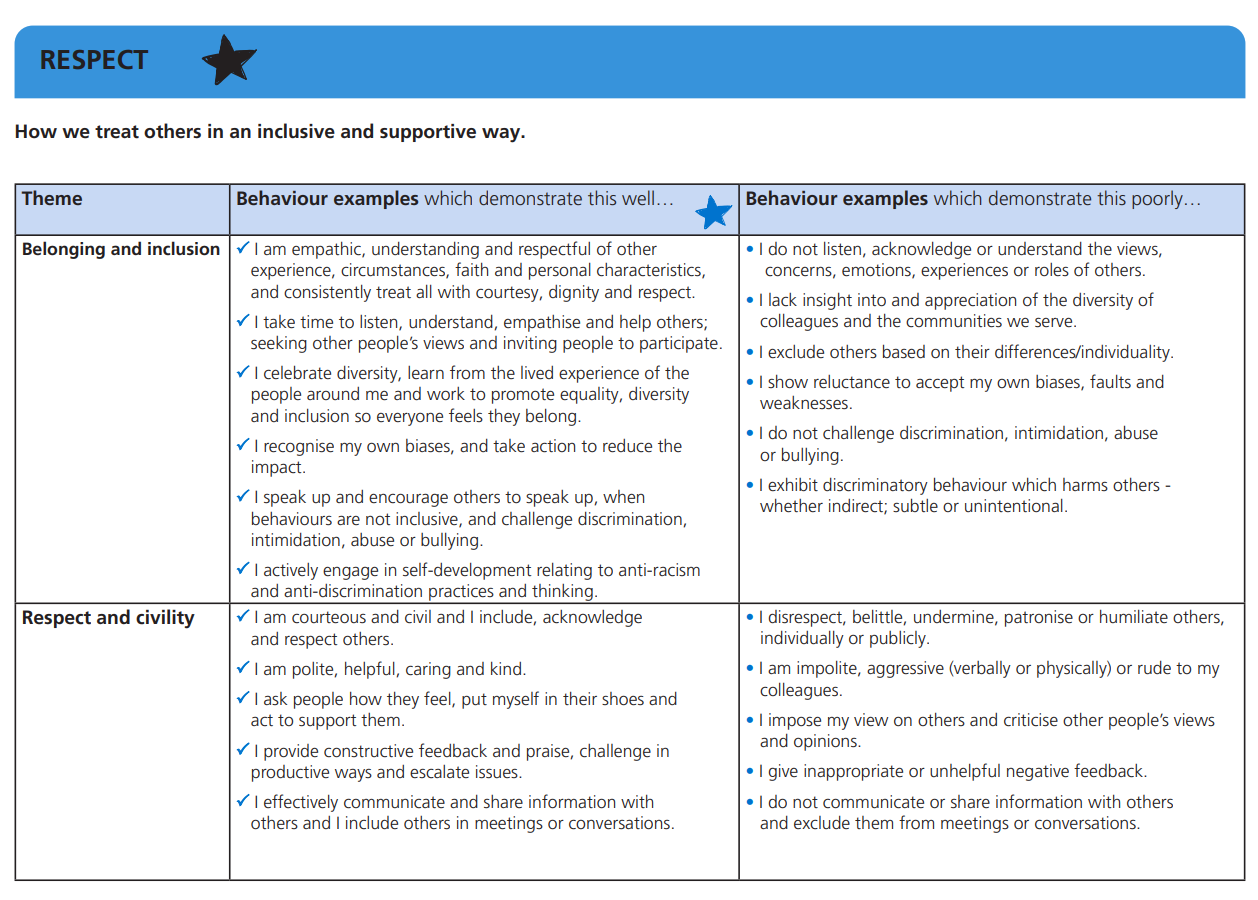 RESPECT
How we treat others in an inclusive and supportive way.
Theme
Behaviour examples which demonstrate this well…
Behaviour examples which demonstrate this poorly…
Belonging and inclusion
✓ I am empathic, understanding and respectful of other
experience, circumstances, faith and personal characteristics,
and consistently treat all with courtesy, dignity and respect.
✓ I take time to listen, understand, empathise and help others;
seeking other people's views and inviting people to participate.
✓ I celebrate diversity, learn from the lived experience of the
people around me and work to promote equality, diversity
and inclusion so everyone feels they belong.
✓ I recognise my own biases, and take action to reduce the
impact.
✓ I speak up and encourage others to speak up, when
behaviours are not inclusive, and challenge discrimination,
intimidation, abuse or bullying.
✓ I actively engage in self-development relating to anti-racism
and anti-discrimination practices and thinking.
• I do not listen, acknowledge or understand the views,
concerns, emotions, experiences or roles of others.
• I lack insight into and appreciation of the diversity of
colleagues and the communities we serve.
• I exclude others based on their differences/individuality.
• I show reluctance to accept my own biases, faults and
weaknesses.
• I do not challenge discrimination, intimidation, abuse
or bullying.
• I exhibit discriminatory behaviour which harms others -
whether indirect; subtle or unintentional.
Respect and civility
✓ I am courteous and civil and I include, acknowledge
and respect others.
✓ I am polite, helpful, caring and kind.
✓ I ask people how they feel, put myself in their shoes and
act to support them.
✓ I provide constructive feedback and praise, challenge in
productive ways and escalate issues.
✓ I effectively communicate and share information with
others and I include others in meetings or conversations.
• I disrespect, belittle, undermine, patronise or humiliate others,
individually or publicly.
• I am impolite, aggressive (verbally or physically) or rude to my
colleagues.
• I impose my view on others and criticise other people's views
and opinions.
• I give inappropriate or unhelpful negative feedback.
• I do not communicate or share information with others
and exclude them from meetings or conversations.